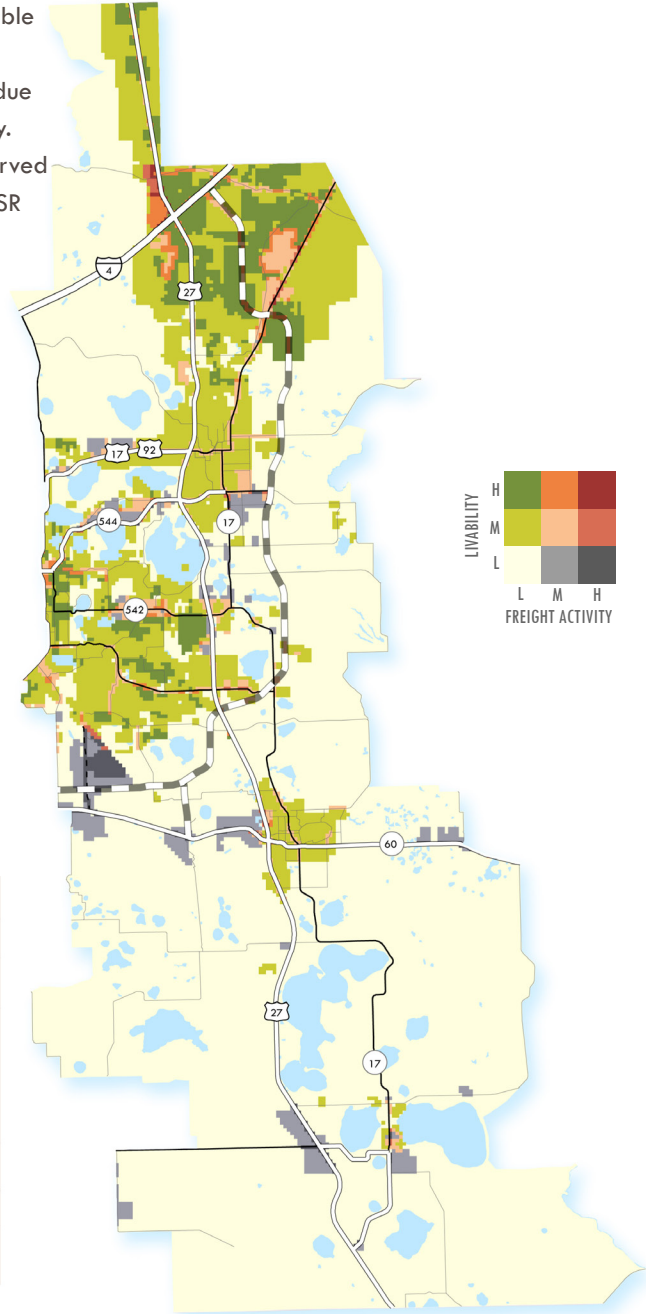 ble
due
y.
rved
SR
4
27
17
92
544
17
542
60
27
17
LIVABILITY
H
M
L
L M H
FREIGHT ACTIVITY